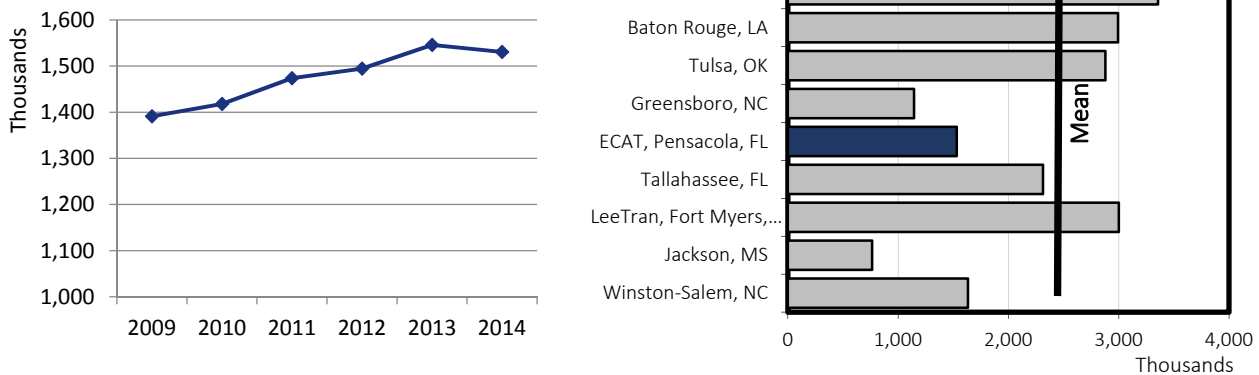 Thousands
1,600
1,500
1,400
1,300
1,200
1,100
1,000
2009 2010 2011 2012 2013 2014
Baton Rouge, LA
Tulsa, OK
Greensboro, NC
ECAT, Pensacola, FL
Tallahassee, FL
LeeTran, Fort Myers,...
Jackson, MS
Winston-Salem, NC
Mean
0 1,000 2,000 3,000 4,000
Thousands